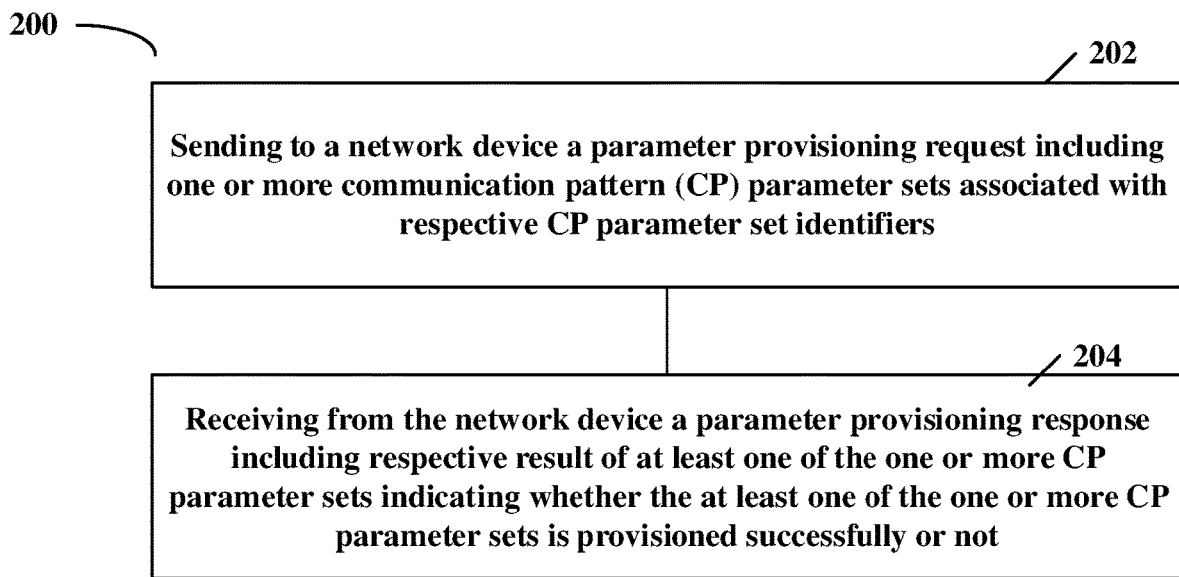 200
202
Sending to a network device a parameter provisioning request including
one or more communication pattern (CP) parameter sets associated with
respective CP parameter set identifiers
204
Receiving from the network device a parameter provisioning response
including respective result of at least one of the one or more CP
parameter sets indicating whether the at least one of the one or more CP
parameter sets is provisioned successfully or not